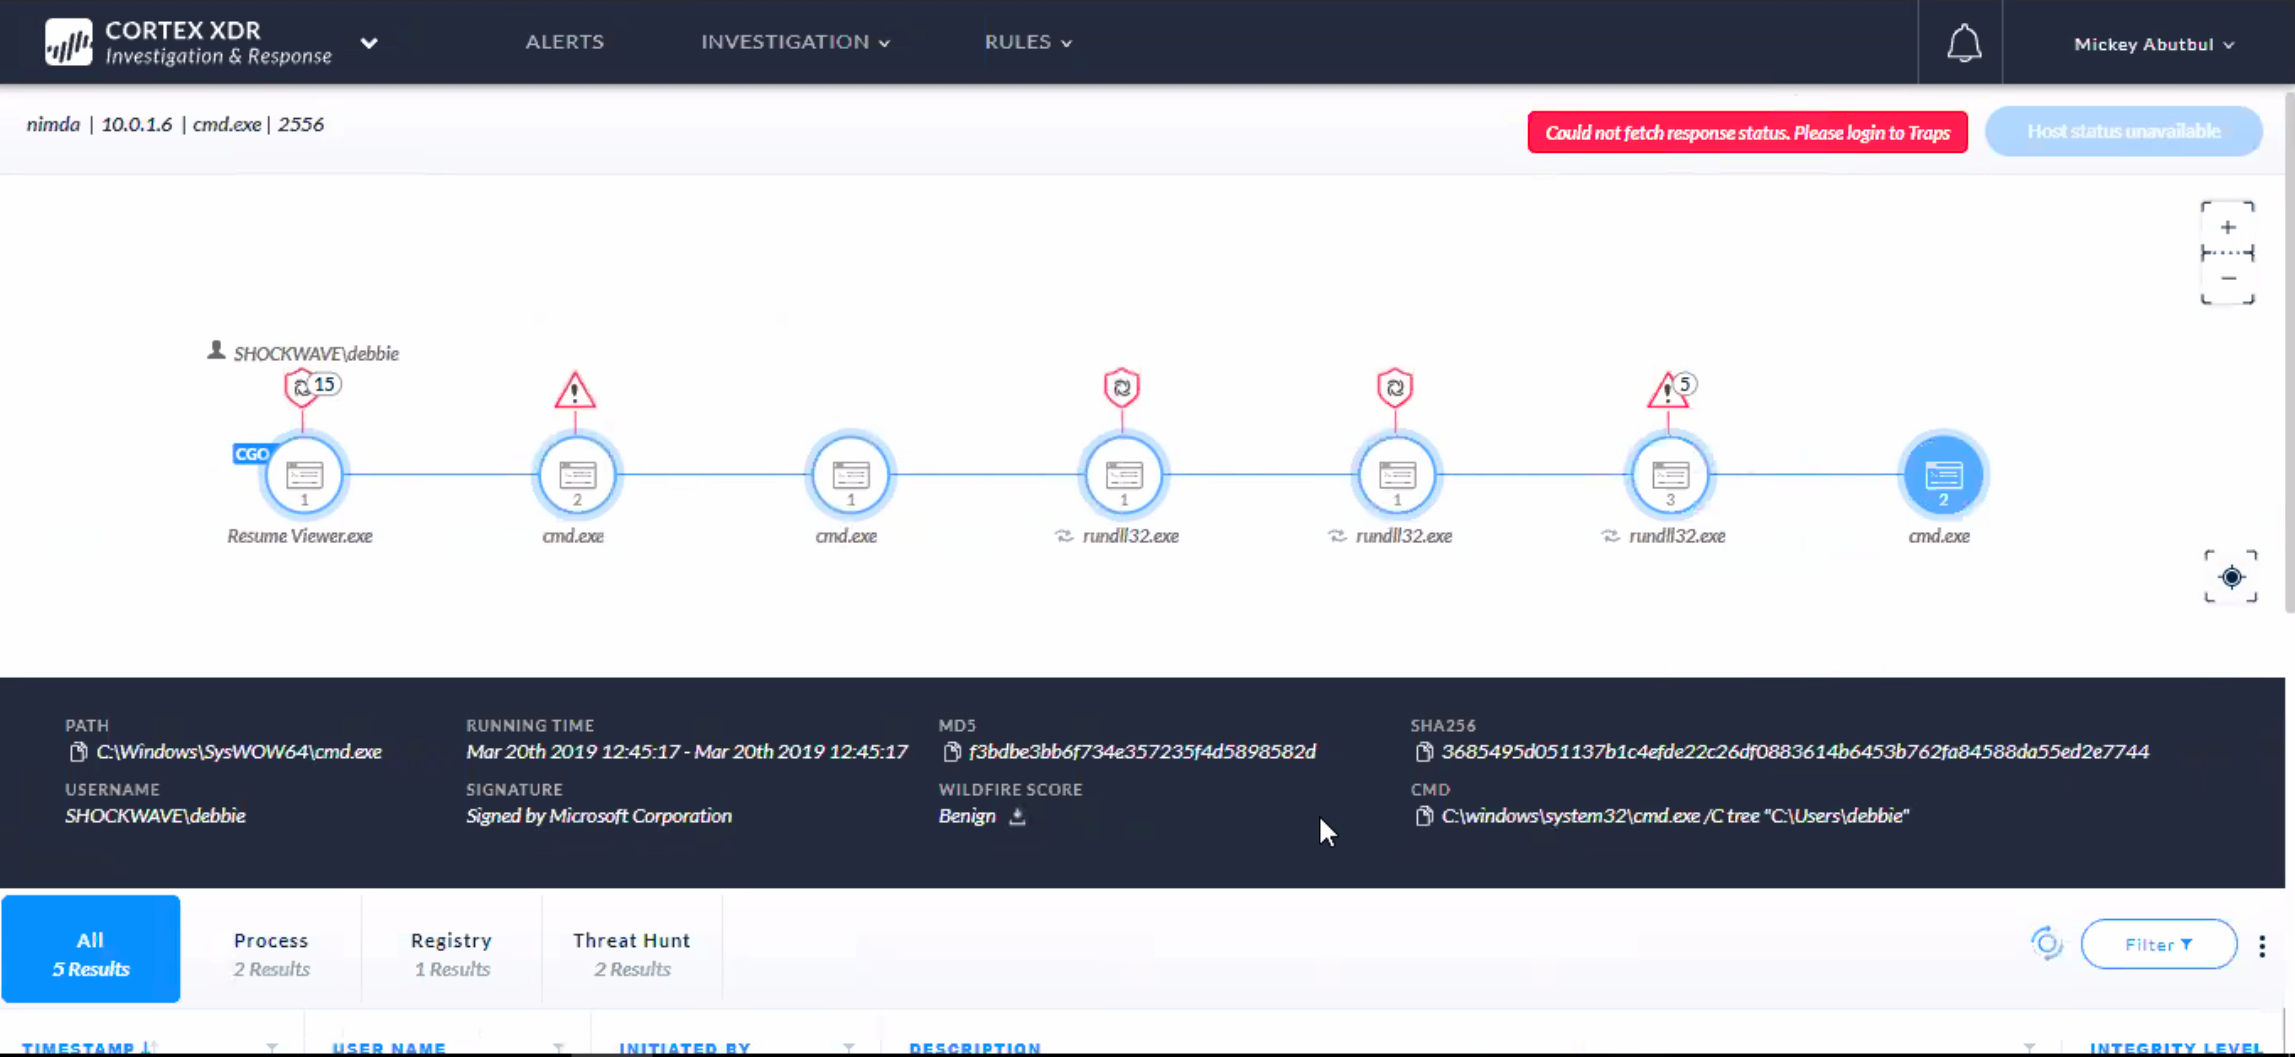 CORTEX XDR
Investigation & Response
ALERTS
INVESTIGATION
RULES
Mickey Abutbul
nimda | 10.0.1.6 | cmd.exe | 2556
Could not fetch response status. Please login to Traps
Host status unavailable
+
−
SHOCKWAVE\debbie
15
5
CGO
1
2
1
1
1
3
2
Resume Viewer.exe
cmd.exe
cmd.exe
rundll32.exe
rundll32.exe
rundll32.exe
cmd.exe
PATH
C:\Windows\SysWOW64\cmd.exe
RUNNING TIME
Mar 20th 2019 12:45:17 - Mar 20th 2019 12:45:17
MD5
f3bdbe3bb6f734e357235f4d5898582d
SHA256
3685495d051137b1c4efde22c26df0883614b6453b762fa84588da55ed2e7744
USERNAME
SHOCKWAVE\debbie
SIGNATURE
Signed by Microsoft Corporation
WILDFIRE SCORE
Benign
CMD
C:\windows\system32\cmd.exe /C tree "C:\Users\debbie"
All
5 Results
Process
2 Results
Registry
1 Results
Threat Hunt
2 Results
Filter
TIMESTAMP
USER NAME
INITIATED BY
DESCRIPTION
INTEGRITY LEVEL